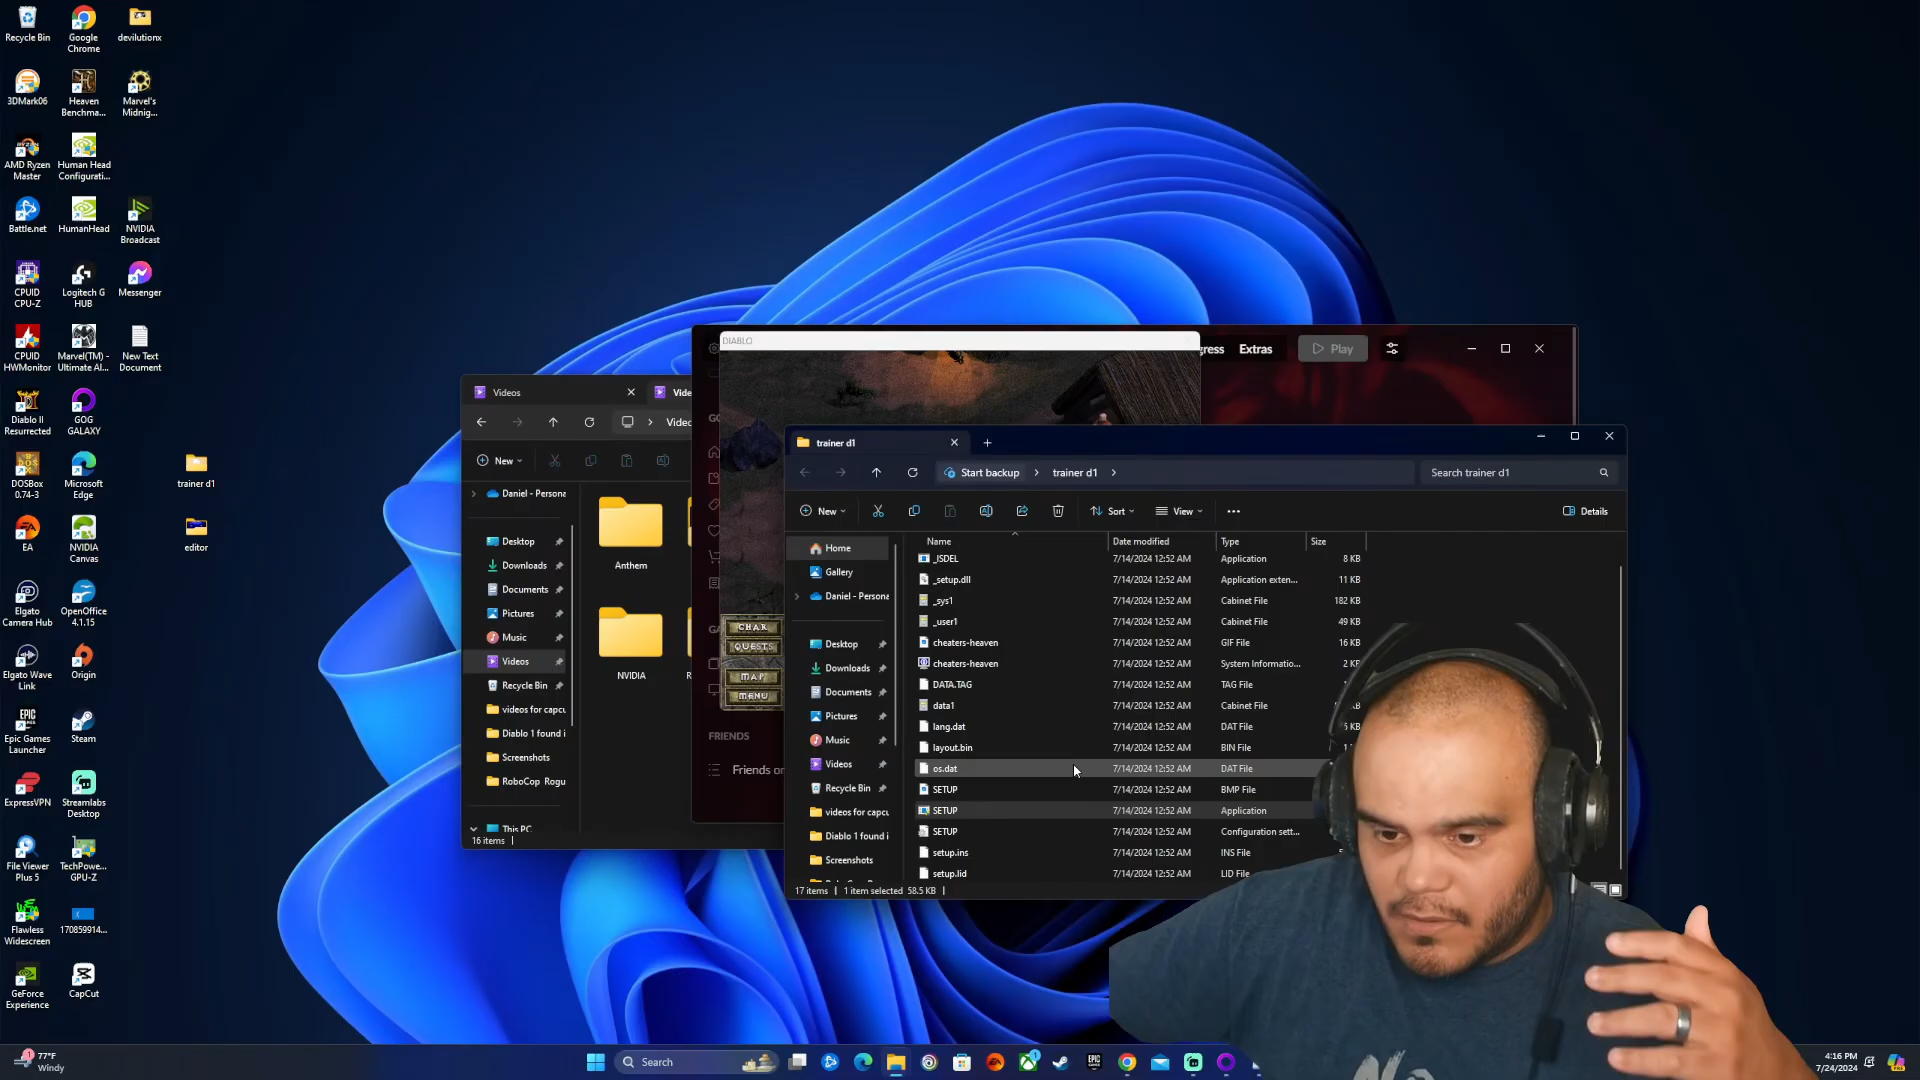 Recycle Bin
Google Chrome
devilutionx
3DMark06
Heaven Benchma...
Marvel's Midnig...
AMD Ryzen Master
Human Head Configurati...
Battle.net
HumanHead
NVIDIA Broadcast
CPUID CPU-Z
Logitech G HUB
Messenger
CPUID HWMonitor
Marvel(TM) - Ultimate Al...
New Text Document
Diablo II Resurrected
GOG GALAXY
DOSBox 0.74-3
Microsoft Edge
trainer d1
EA
NVIDIA Canvas
editor
Elgato Camera Hub
OpenOffice 4.1.15
Elgato Wave Link
Origin
Epic Games Launcher
Steam
ExpressVPN
Streamlabs Desktop
File Viewer Plus 5
TechPowe... GPU-Z
Flawless Widescreen
170859914...
GeForce Experience
CapCut
Videos
New
Daniel - Persona
Desktop
Downloads
Documents
Pictures
Music
Videos
Recycle Bin
videos for capcu
Diablo 1 found i
Screenshots
RoboCop Rogu
This PC
16 items
Anthem
NVIDIA
DIABLO
gress
Extras
Play
CHAR
QUESTS
MAP
MENU
FRIENDS
Friends or
trainer d1
Start backup > trainer d1 >
Search trainer d1
New
Sort
View
Details
Home
Gallery
Daniel - Persona
Desktop
Downloads
Documents
Pictures
Music
Videos
Recycle Bin
videos for capcu
Diablo 1 found i
Screenshots
Name Date modified Type Size
_ISDEL 7/14/2024 12:52 AM Application 8 KB
_setup.dll 7/14/2024 12:52 AM Application exten... 11 KB
_sys1 7/14/2024 12:52 AM Cabinet File 182 KB
_user1 7/14/2024 12:52 AM Cabinet File 49 KB
cheaters-heaven 7/14/2024 12:52 AM GIF File 16 KB
cheaters-heaven 7/14/2024 12:52 AM System Informatio... 2 KB
DATA.TAG 7/14/2024 12:52 AM TAG File
data1 7/14/2024 12:52 AM Cabinet File
lang.dat 7/14/2024 12:52 AM DAT File
layout.bin 7/14/2024 12:52 AM BIN File
os.dat 7/14/2024 12:52 AM DAT File
SETUP 7/14/2024 12:52 AM BMP File
SETUP 7/14/2024 12:52 AM Application
SETUP 7/14/2024 12:52 AM Configuration sett...
setup.ins 7/14/2024 12:52 AM INS File
setup.lid 7/14/2024 12:52 AM LID File
17 items 1 item selected 58.5 KB
77°F
Windy
Search
4:16 PM
7/24/2024